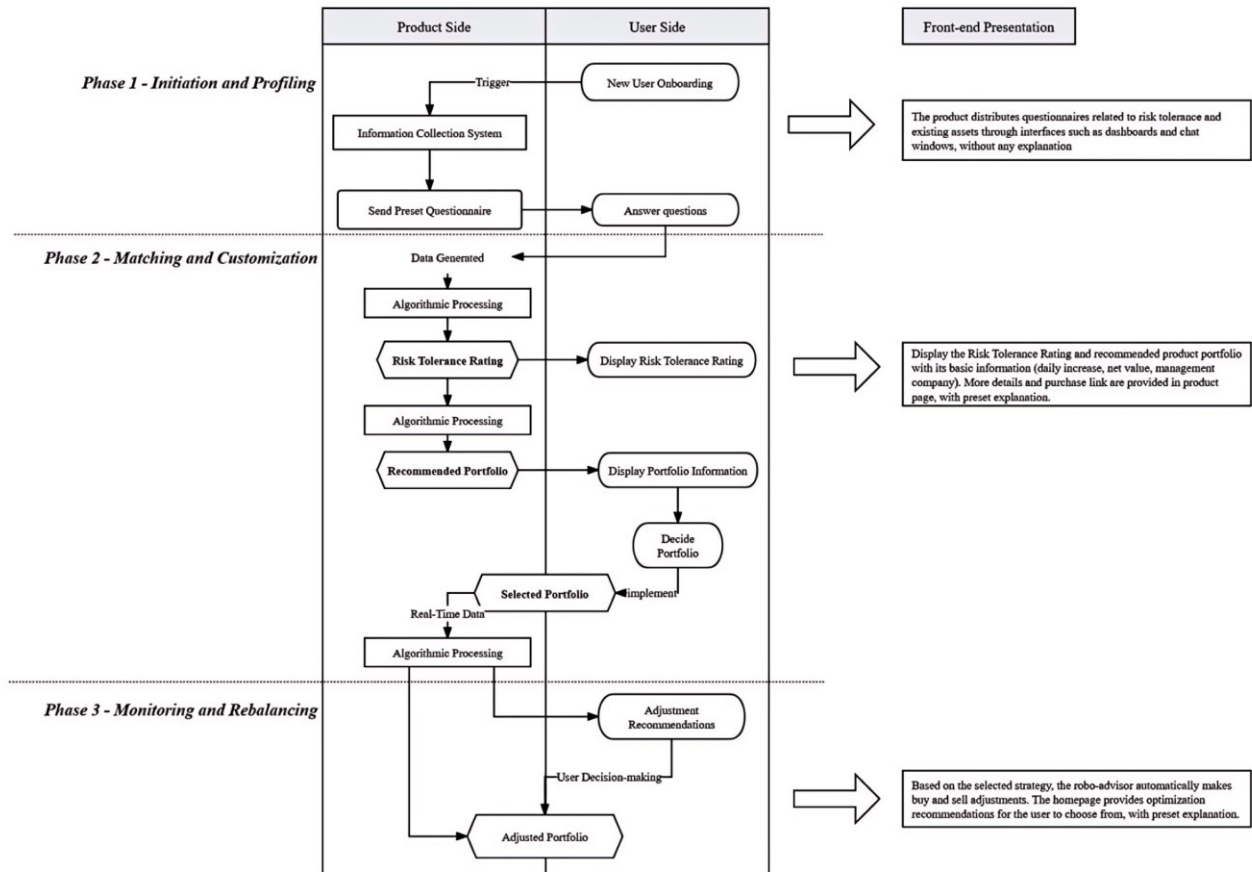 Product Side
User Side
Front-end Presentation
Phase 1 - Initiation and Profiling
Trigger
New User Onboarding
Information Collection System
The product distributes questionnaires related to risk tolerance and
existing assets through interfaces such as dashboards and chat
windows, without any explanation
Send Preset Questionnaire
Answer questions
Phase 2 - Matching and Customization
Data Generated
Algorithmic Processing
Risk Tolerance Rating
Display Risk Tolerance Rating
Display the Risk Tolerance Rating and recommended product portfolio
with its basic information (daily increase, net value, management
company). More details and purchase link are provided in product
page, with preset explanation.
Algorithmic Processing
Recommended Portfolio
Display Portfolio Information
Decide
Portfolio
Selected Portfolio
implement
Real-Time Data
Algorithmic Processing
Phase 3 - Monitoring and Rebalancing
Adjustment
Recommendations
User Decision-making
Based on the selected strategy, the robo-advisor automatically makes
buy and sell adjustments. The homepage provides optimization
recommendations for the user to choose from, with preset explanation.
Adjusted Portfolio